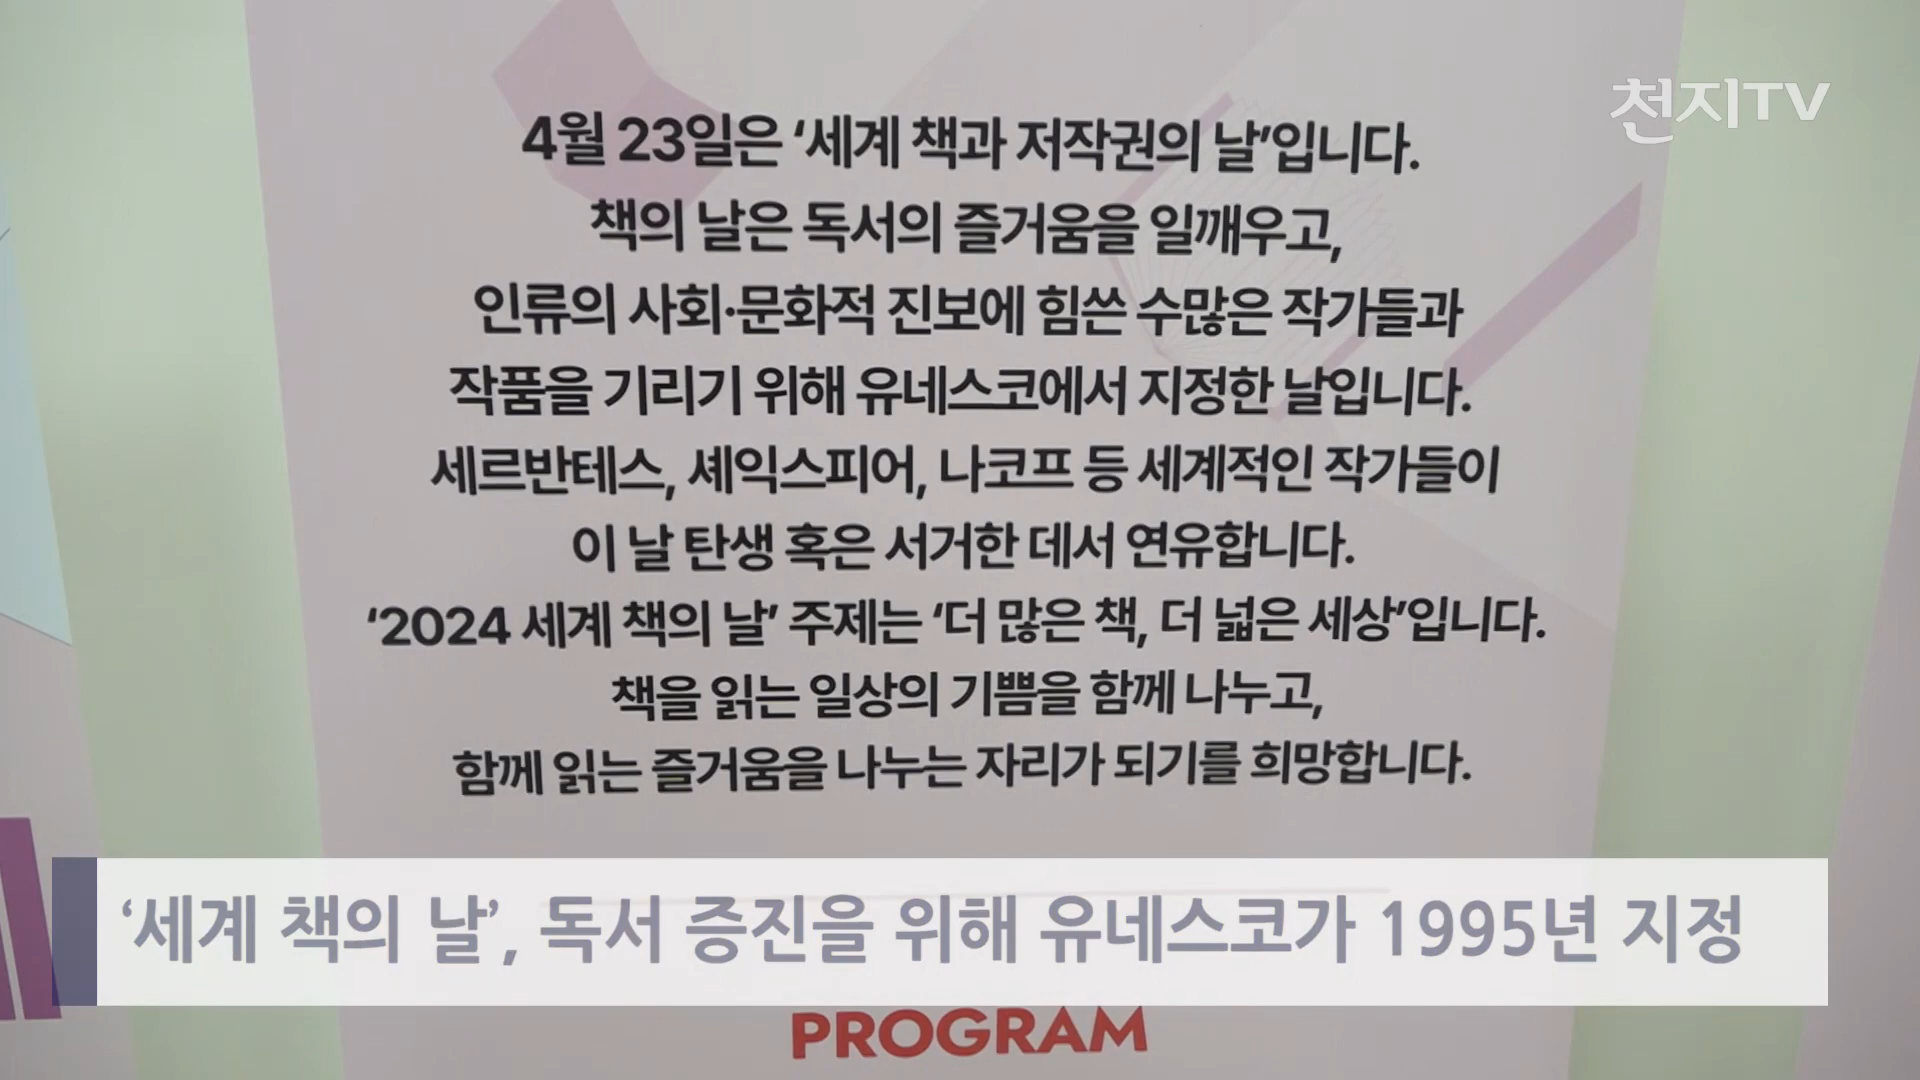 천지TV
4월 23일은 ‘세계 책과 저작권의 날’입니다.
책의 날은 독서의 즐거움을 일깨우고,
인류의 사회·문화적 진보에 힘쓴 수많은 작가들과
작품을 기리기 위해 유네스코에서 지정한 날입니다.
세르반테스, 셰익스피어, 나코프 등 세계적인 작가들이
이 날 탄생 혹은 서거한 데서 연유합니다.
‘2024 세계 책의 날’ 주제는 ‘더 많은 책, 더 넓은 세상’입니다.
책을 읽는 일상의 기쁨을 함께 나누고,
함께 읽는 즐거움을 나누는 자리가 되기를 희망합니다.
‘세계 책의 날’, 독서 증진을 위해 유네스코가 1995년 지정
PROGRAM